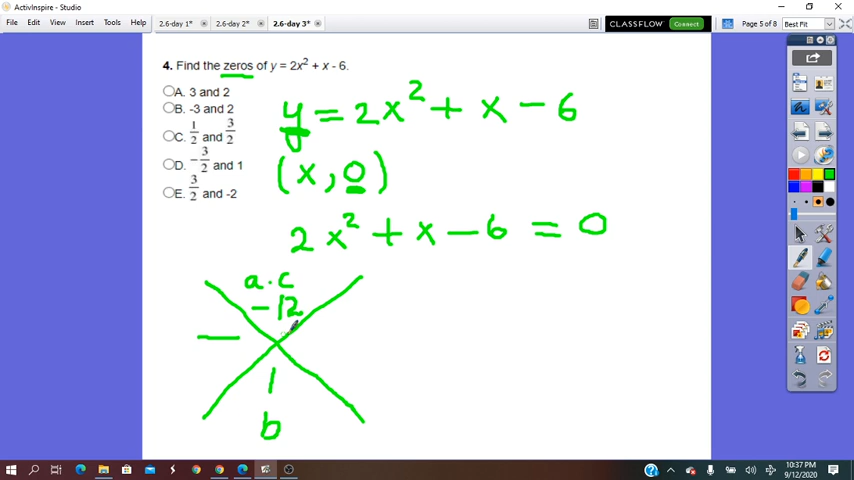 ActivInspire - Studio
File Edit View Insert Tools Help
2.6-day 1*
2.6-day 2*
2.6-day 3*
CLASSFLOW
Connect
Page 5 of 8
Best Fit
4. Find the zeros of y = 2x² + x - 6.
A. 3 and 2
B. -3 and 2
C. 1/2 and 3/2
D. -3/2 and 1
E. 3/2 and -2
y = 2x² + x - 6
(x, 0)
2x² + x - 6 = 0
a·c
-12
1
b
10:37 PM
9/12/2020